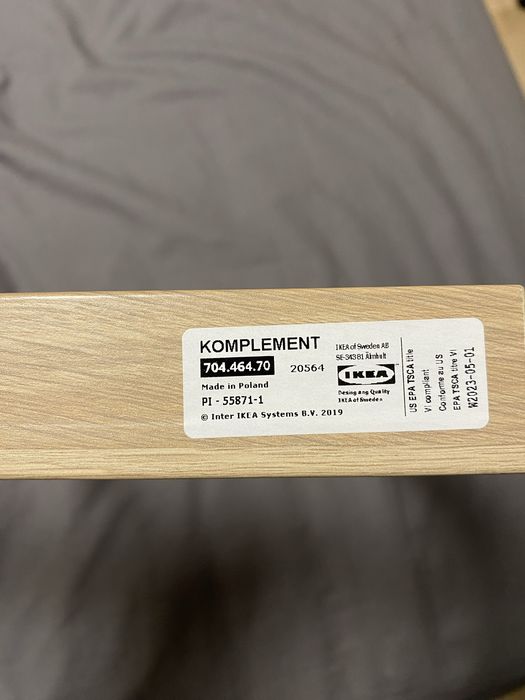 KOMPLEMENT
704.464.70 20564
Made in Poland
PI - 55871-1
© Inter IKEA Systems B.V. 2019
IKEA of Sweden AB
SE-343 81 Älmhult
IKEA
Design and Quality
IKEA of Sweden
US EPA TSCA title
VI compliant
Conforme au US
EPA TSCA titre VI
W2023-05-01